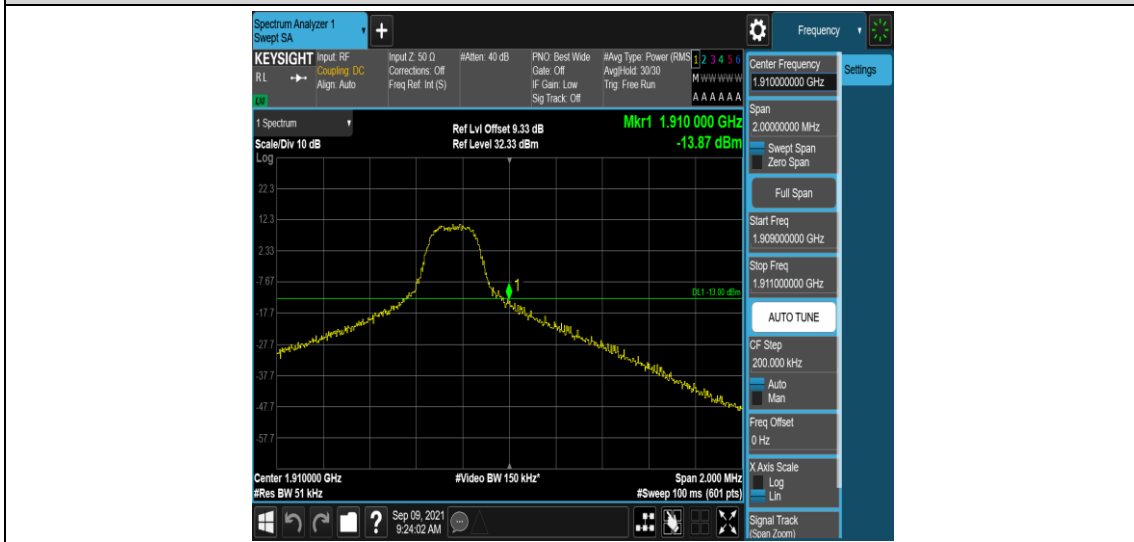 Spectrum Analyzer 1
Swept SA
+
Frequency
KEYSIGHT
RL
LXI
Input: RF
Coupling: DC
Align: Auto
Input Z: 50 Ω
Corrections: Off
Freq Ref: Int (S)
#Atten: 40 dB
PNO: Best Wide
Gate: Off
IF Gain: Low
Sig Track: Off
#Avg Type: Power (RMS
Avg|Hold: 30/30
Trig: Free Run
1 2 3 4 5 6
M W W W W W
A A A A A A
Center Frequency
1.910000000 GHz
Settings
Span
2.00000000 MHz
Swept Span
Zero Span
Full Span
Start Freq
1.909000000 GHz
Stop Freq
1.911000000 GHz
AUTO TUNE
CF Step
200.000 kHz
Auto
Man
Freq Offset
0 Hz
X Axis Scale
Log
Lin
Signal Track
(Span Zoom)
1 Spectrum
Scale/Div 10 dB
Log
Ref Lvl Offset 9.33 dB
Ref Level 32.33 dBm
Mkr1 1.910 000 GHz
-13.87 dBm
22.3
12.3
2.33
-7.67
-17.7
-27.7
-37.7
-47.7
-57.7
1
DL1 -13.00 dBm
Center 1.910000 GHz
#Res BW 51 kHz
#Video BW 150 kHz*
Span 2.000 MHz
#Sweep 100 ms (601 pts)
?
Sep 09, 2021
9:24:02 AM